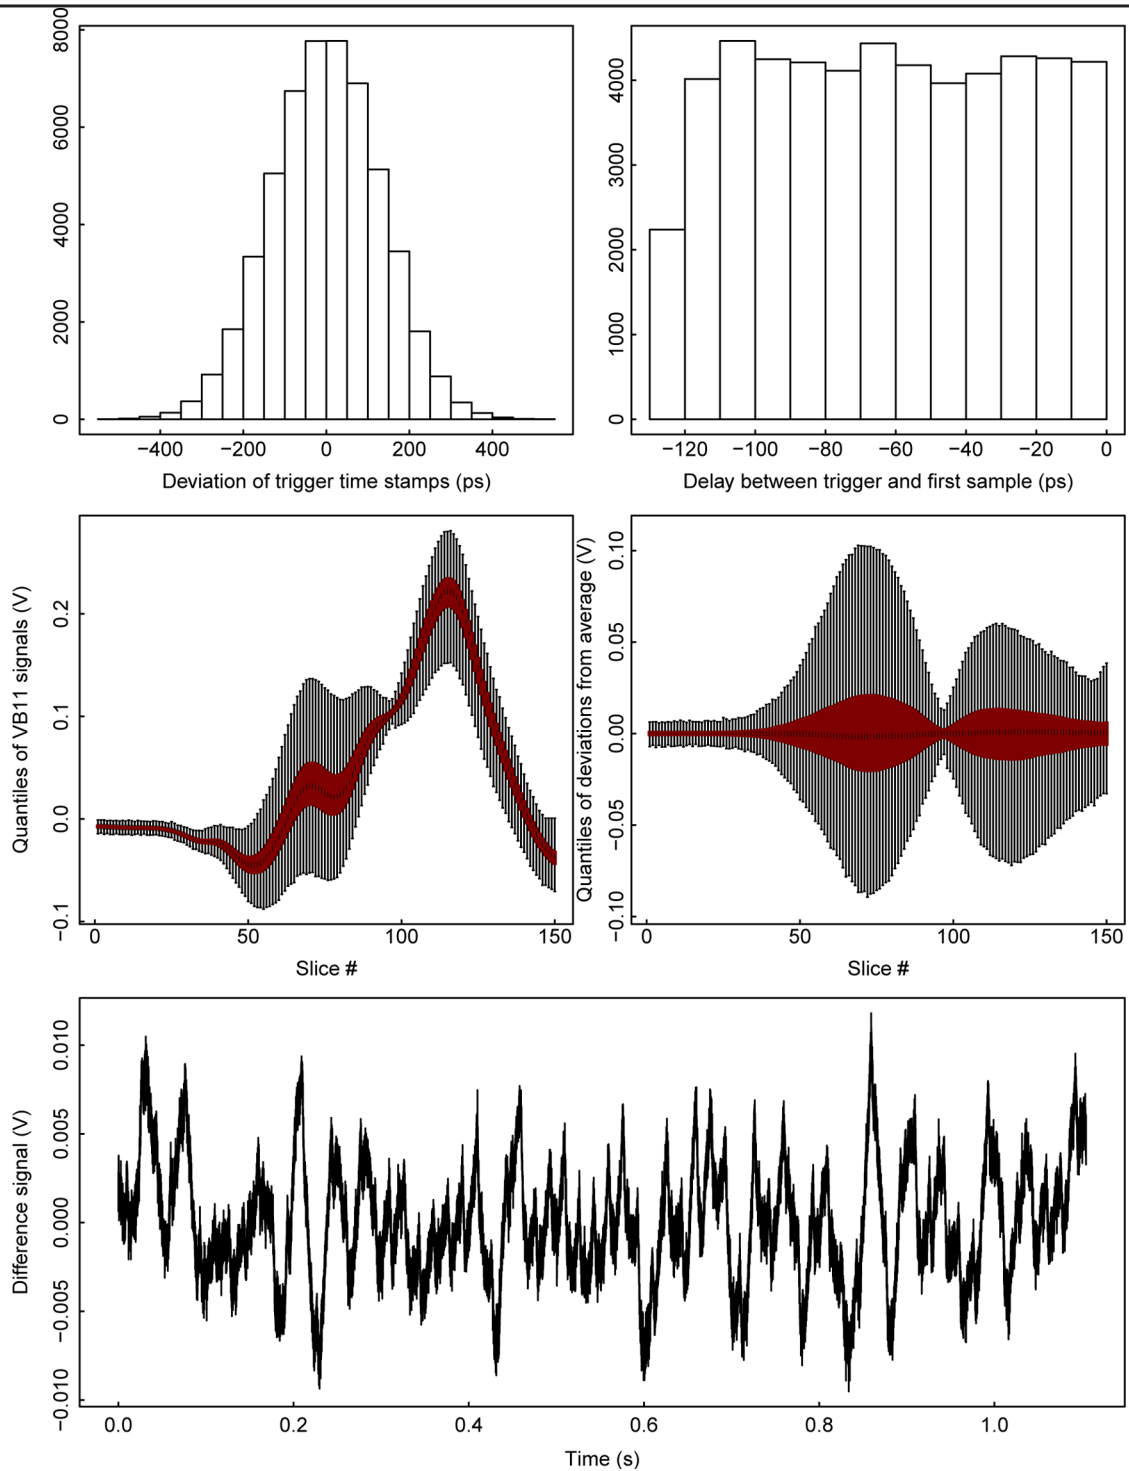 0 2000 4000 6000 8000
−400 −200 0 200 400
Deviation of trigger time stamps (ps)
0 1000 2000 3000 4000
−120 −100 −80 −60 −40 −20 0
Delay between trigger and first sample (ps)
Quantiles of VB11 signals (V)
−0.1 0.0 0.1 0.2
0 50 100 150
Slice #
Quantiles of deviations from average (V)
−0.10 −0.05 0.00 0.05 0.10
0 50 100 150
Slice #
Difference signal (V)
−0.010 −0.005 0.000 0.005 0.010
0.0 0.2 0.4 0.6 0.8 1.0
Time (s)